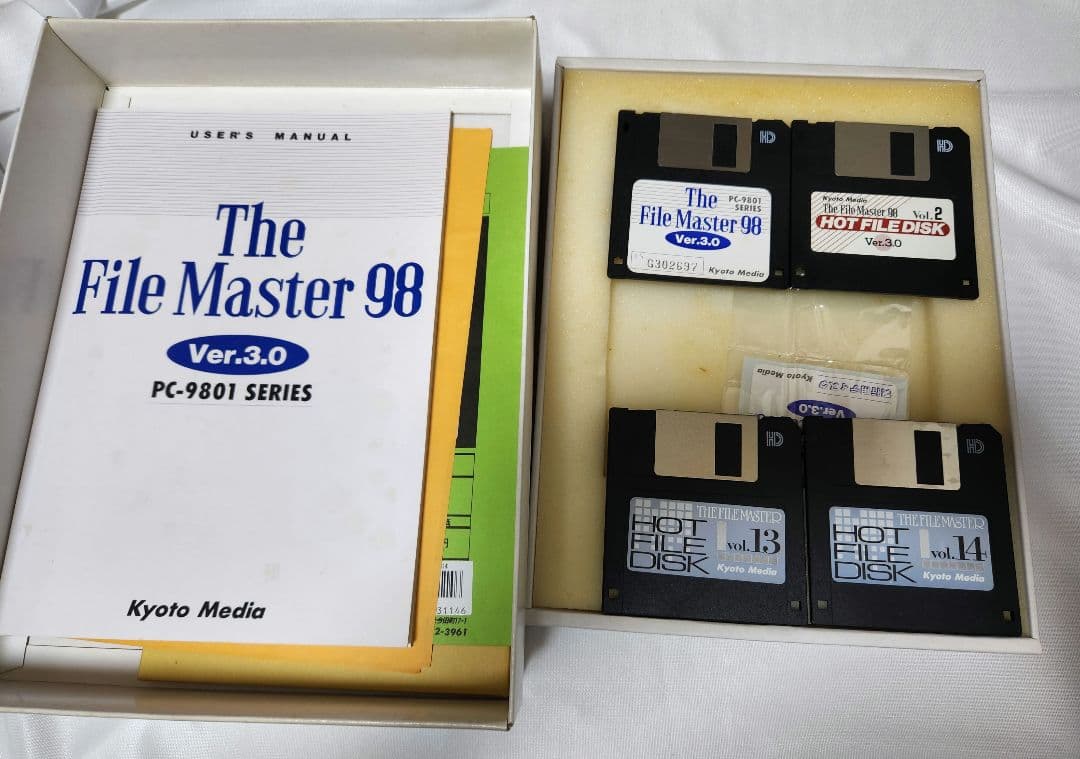 USER'S MANUAL
The
File Master 98
Ver.3.0
PC-9801 SERIES
Kyoto Media
31146
2-3961
HD
The
File Master 98
PC-9801
SERIES
Ver.3.0
G302697
Kyoto Media
HD
Kyoto Media
The File Master 98 Vol.2
HOT FILE DISK
Ver.3.0
Kyoto Media
Ver.3.0
HD
THE FILE MASTER
HOT
FILE
DISK
vol.13
Kyoto Media
HD
THE FILE MASTER
HOT
FILE
DISK
vol.14
Kyoto Media